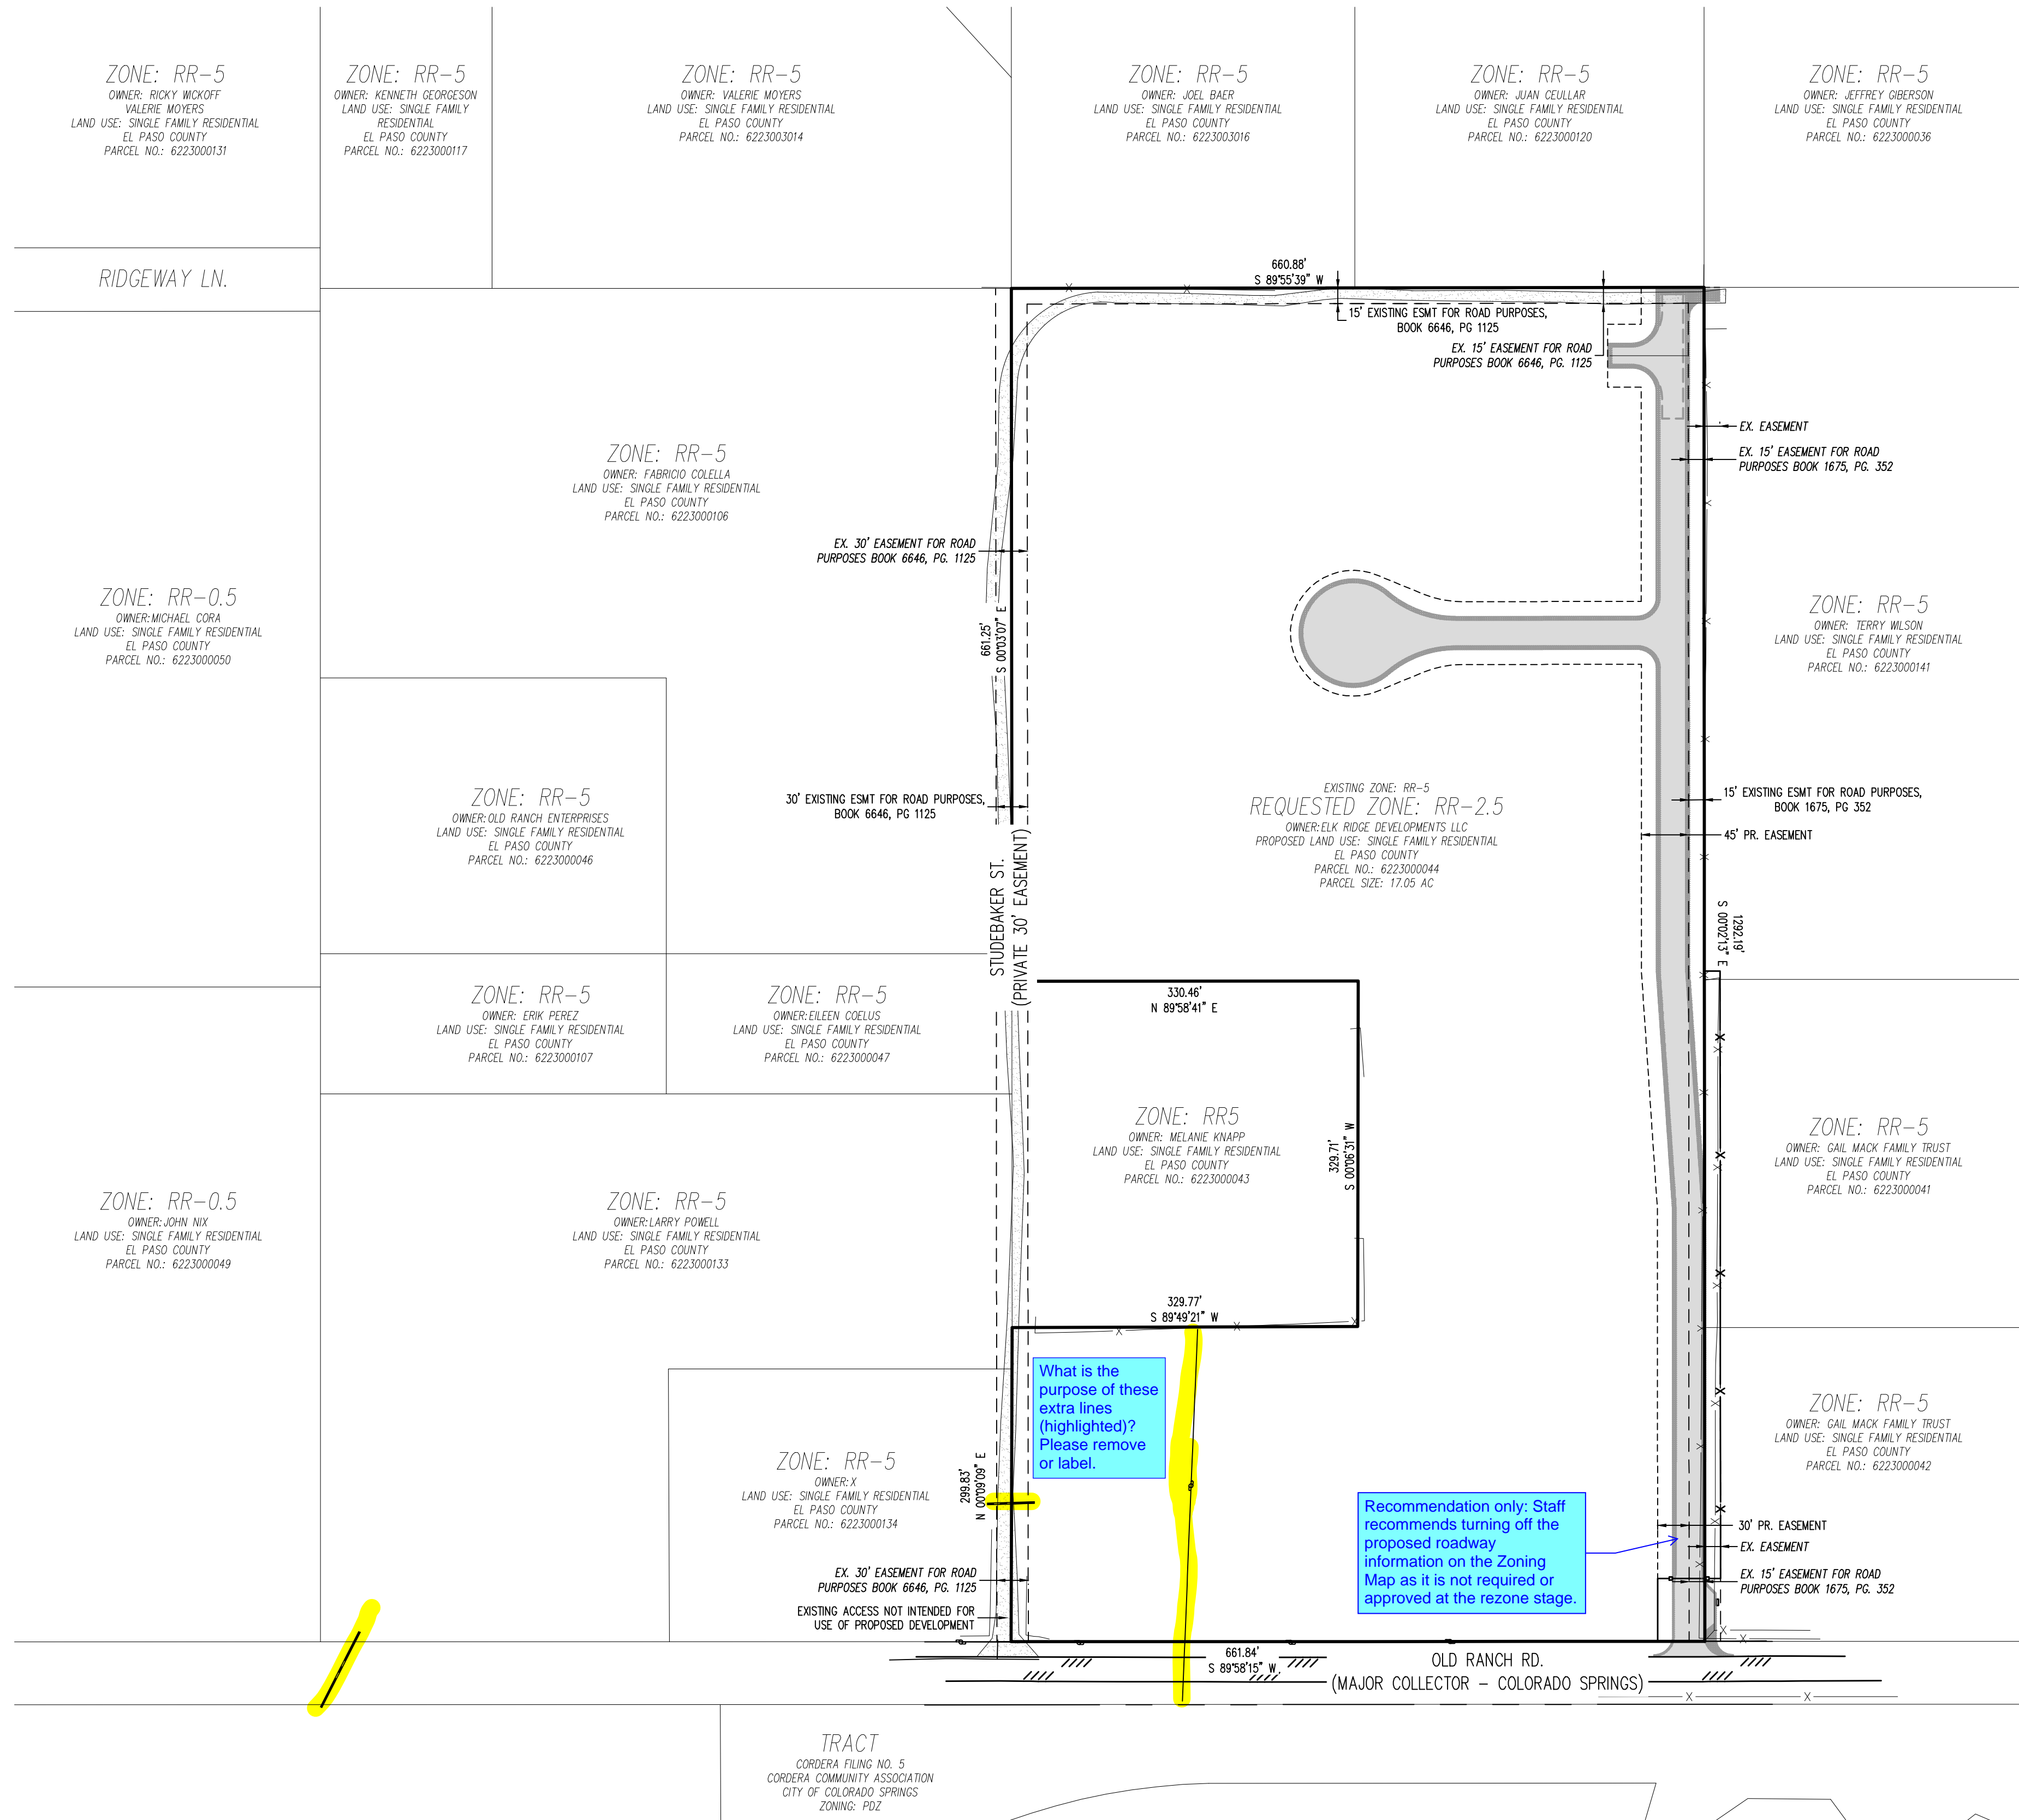 ZONE: RR-5
OWNER: RICKY WICKOFF
VALERIE MOYERS
LAND USE: SINGLE FAMILY RESIDENTIAL
EL PASO COUNTY
PARCEL NO.: 6223000131
ZONE: RR-5
OWNER: KENNETH GEORGESON
LAND USE: SINGLE FAMILY
RESIDENTIAL
EL PASO COUNTY
PARCEL NO.: 6223000117
ZONE: RR-5
OWNER: VALERIE MOYERS
LAND USE: SINGLE FAMILY RESIDENTIAL
EL PASO COUNTY
PARCEL NO.: 6223003014
ZONE: RR-5
OWNER: JOEL BAER
LAND USE: SINGLE FAMILY RESIDENTIAL
EL PASO COUNTY
PARCEL NO.: 6223003016
ZONE: RR-5
OWNER: JUAN CEULLAR
LAND USE: SINGLE FAMILY RESIDENTIAL
EL PASO COUNTY
PARCEL NO.: 6223000120
ZONE: RR-5
OWNER: JEFFREY GIBERSON
LAND USE: SINGLE FAMILY RESIDENTIAL
EL PASO COUNTY
PARCEL NO.: 6223000036
RIDGEWAY LN.
660.88'
S 89°55'39" W
15' EXISTING ESMT FOR ROAD PURPOSES,
BOOK 6646, PG 1125
EX. 15' EASEMENT FOR ROAD
PURPOSES BOOK 6646, PG. 1125
EX. EASEMENT
EX. 15' EASEMENT FOR ROAD
PURPOSES BOOK 1675, PG. 352
ZONE: RR-5
OWNER: FABRICIO COLELLA
LAND USE: SINGLE FAMILY RESIDENTIAL
EL PASO COUNTY
PARCEL NO.: 6223000106
EX. 30' EASEMENT FOR ROAD
PURPOSES BOOK 6646, PG. 1125
ZONE: RR-0.5
OWNER: MICHAEL CORA
LAND USE: SINGLE FAMILY RESIDENTIAL
EL PASO COUNTY
PARCEL NO.: 6223000050
661.25'
S 00°03'07" E
ZONE: RR-5
OWNER: TERRY WILSON
LAND USE: SINGLE FAMILY RESIDENTIAL
EL PASO COUNTY
PARCEL NO.: 6223000141
ZONE: RR-5
OWNER: OLD RANCH ENTERPRISES
LAND USE: SINGLE FAMILY RESIDENTIAL
EL PASO COUNTY
PARCEL NO.: 6223000046
30' EXISTING ESMT FOR ROAD PURPOSES,
BOOK 6646, PG 1125
EXISTING ZONE: RR-5
REQUESTED ZONE: RR-2.5
OWNER: ELK RIDGE DEVELOPMENTS LLC
PROPOSED LAND USE: SINGLE FAMILY RESIDENTIAL
EL PASO COUNTY
PARCEL NO.: 6223000044
PARCEL SIZE: 17.05 AC
15' EXISTING ESMT FOR ROAD PURPOSES,
BOOK 1675, PG 352
45' PR. EASEMENT
STUDEBAKER ST.
(PRIVATE 30' EASEMENT)
1292.19'
S 00°02'13" E
ZONE: RR-5
OWNER: ERIK PEREZ
LAND USE: SINGLE FAMILY RESIDENTIAL
EL PASO COUNTY
PARCEL NO.: 6223000107
ZONE: RR-5
OWNER: EILEEN COELUS
LAND USE: SINGLE FAMILY RESIDENTIAL
EL PASO COUNTY
PARCEL NO.: 6223000047
330.46'
N 89°58'41" E
ZONE: RR5
OWNER: MELANIE KNAPP
LAND USE: SINGLE FAMILY RESIDENTIAL
EL PASO COUNTY
PARCEL NO.: 6223000043
329.71'
S 00°06'31" W
ZONE: RR-5
OWNER: GAIL MACK FAMILY TRUST
LAND USE: SINGLE FAMILY RESIDENTIAL
EL PASO COUNTY
PARCEL NO.: 6223000041
ZONE: RR-0.5
OWNER: JOHN NIX
LAND USE: SINGLE FAMILY RESIDENTIAL
EL PASO COUNTY
PARCEL NO.: 6223000049
ZONE: RR-5
OWNER: LARRY POWELL
LAND USE: SINGLE FAMILY RESIDENTIAL
EL PASO COUNTY
PARCEL NO.: 6223000133
329.77'
S 89°49'21" W
What is the
purpose of these
extra lines
(highlighted)?
Please remove
or label.
ZONE: RR-5
OWNER: GAIL MACK FAMILY TRUST
LAND USE: SINGLE FAMILY RESIDENTIAL
EL PASO COUNTY
PARCEL NO.: 6223000042
ZONE: RR-5
OWNER: X
LAND USE: SINGLE FAMILY RESIDENTIAL
EL PASO COUNTY
PARCEL NO.: 6223000134
299.83'
N 00°09'09" E
Recommendation only: Staff
recommends turning off the
proposed roadway
information on the Zoning
Map as it is not required or
approved at the rezone stage.
30' PR. EASEMENT
EX. EASEMENT
EX. 15' EASEMENT FOR ROAD
PURPOSES BOOK 1675, PG. 352
EX. 30' EASEMENT FOR ROAD
PURPOSES BOOK 6646, PG. 1125
EXISTING ACCESS NOT INTENDED FOR
USE OF PROPOSED DEVELOPMENT
661.84'
S 89°58'15" W
OLD RANCH RD.
(MAJOR COLLECTOR - COLORADO SPRINGS)
TRACT
CORDERA FILING NO. 5
CORDERA COMMUNITY ASSOCIATION
CITY OF COLORADO SPRINGS
ZONING: PDZ